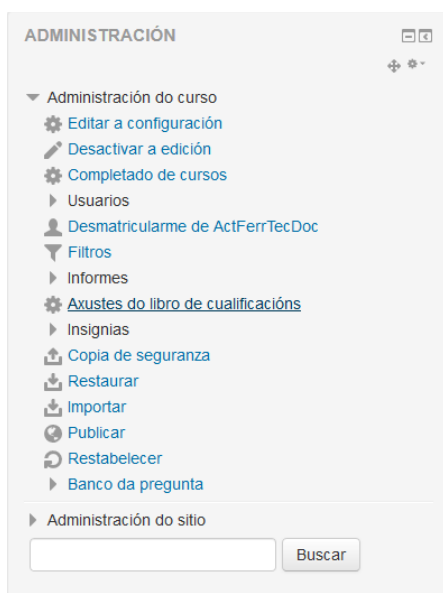 ADMINISTRACIÓN
Administración do curso
Editar a configuración
Desactivar a edición
Completado de cursos
Usuarios
Desmatricularme de ActFerrTecDoc
Filtros
Informes
Axustes do libro de cualificacións
Insignias
Copia de seguranza
Restaurar
Importar
Publicar
Restabelecer
Banco da pregunta
Administración do sitio
Buscar